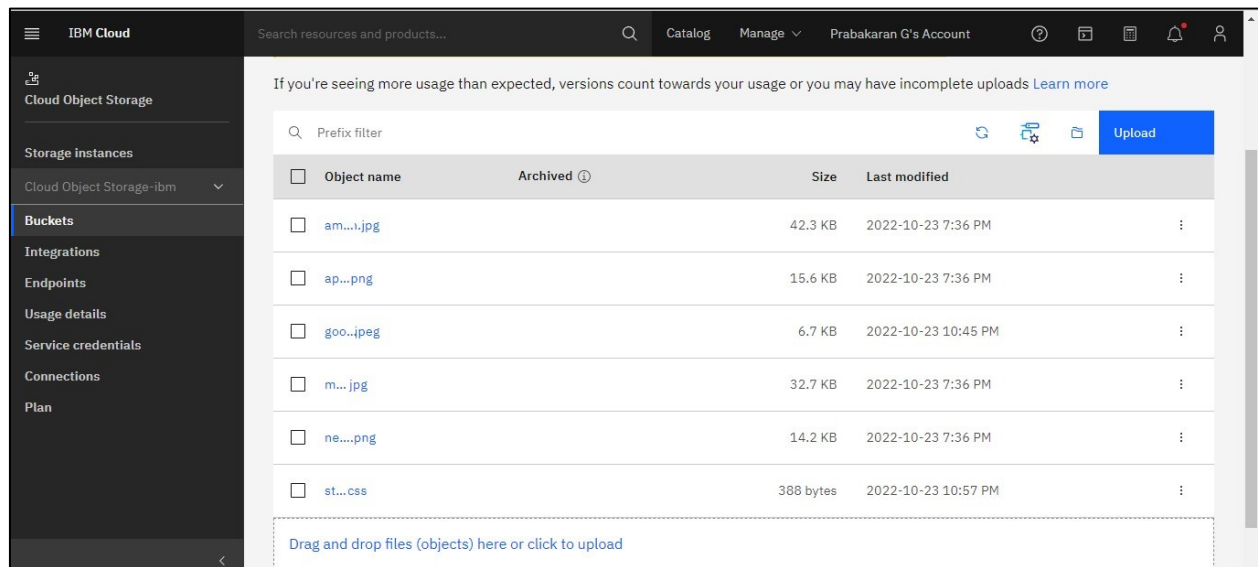 IBM Cloud
Search resources and products...
Catalog
Manage
Prabakaran G's Account
Cloud Object Storage
Storage instances
Cloud Object Storage-ibm
Buckets
Integrations
Endpoints
Usage details
Service credentials
Connections
Plan
If you're seeing more usage than expected, versions count towards your usage or you may have incomplete uploads Learn more
Prefix filter
Upload
Object name Archived Size Last modified
am...ı.jpg 42.3 KB 2022-10-23 7:36 PM
ap...png 15.6 KB 2022-10-23 7:36 PM
goo...jpeg 6.7 KB 2022-10-23 10:45 PM
m... jpg 32.7 KB 2022-10-23 7:36 PM
ne....png 14.2 KB 2022-10-23 7:36 PM
st...css 388 bytes 2022-10-23 10:57 PM
Drag and drop files (objects) here or click to upload